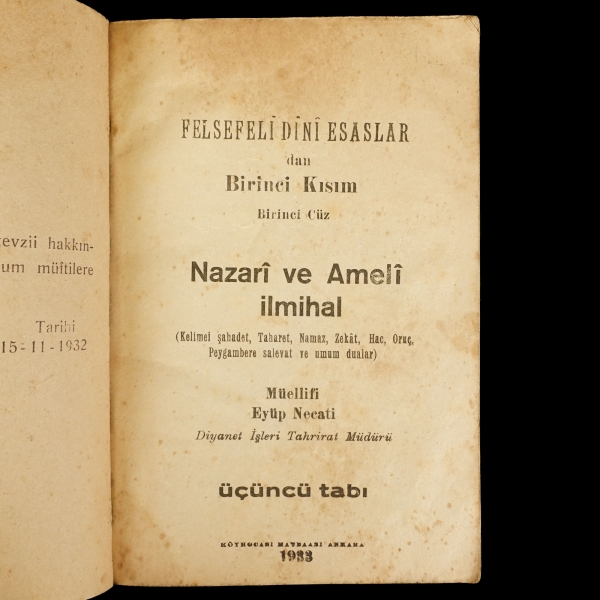 evzii hakkın-
um müftilere
Tarihi
15-11-1932
FELSEFELÎ DİNÎ ESASLAR
dan
Birinci Kısım
Birinci Cüz
Nazarî ve Amelî
ilmihal
(Kelimei şahadet, Taharet, Namaz, Zekât, Hac, Oruç,
Peygambere salevat ve umum dualar)
Müellifi
Eyüp Necati
Diyanet İşleri Tahrirat Müdürü
üçüncü tabı
KÖYHOCASI MATBAASI ANKARA
1933